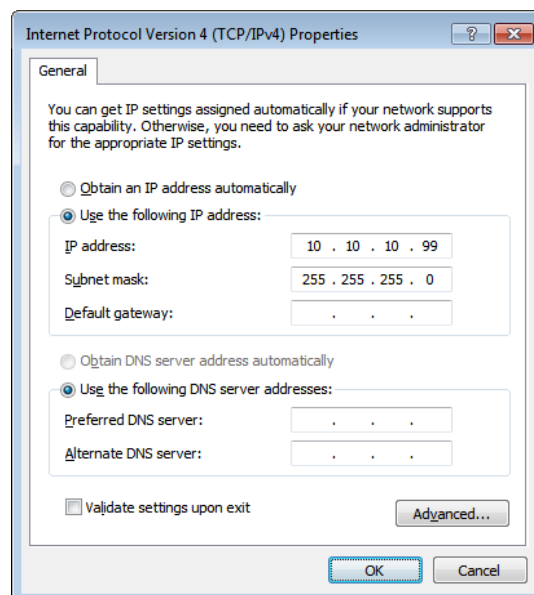 Internet Protocol Version 4 (TCP/IPv4) Properties
General
You can get IP settings assigned automatically if your network supports
this capability. Otherwise, you need to ask your network administrator
for the appropriate IP settings.
Obtain an IP address automatically
Use the following IP address:
IP address: 10 . 10 . 10 . 99
Subnet mask: 255 . 255 . 255 . 0
Default gateway: . . .
Obtain DNS server address automatically
Use the following DNS server addresses:
Preferred DNS server: . . .
Alternate DNS server: . . .
Validate settings upon exit
Advanced...
OK Cancel